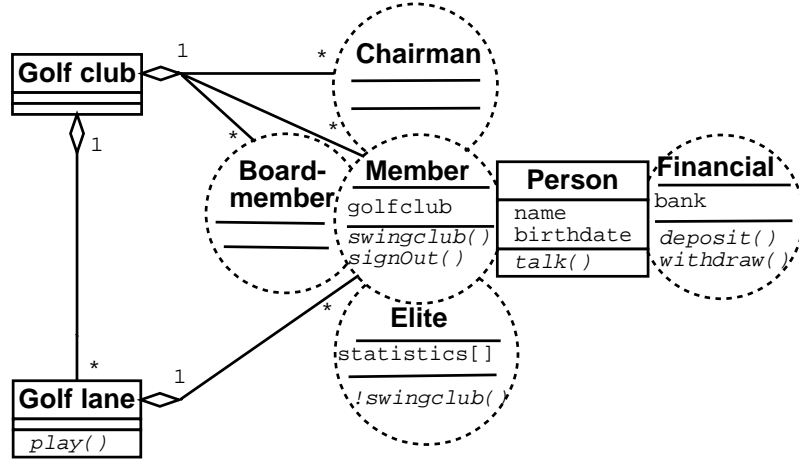 Golf club
1
*
1
Chairman
*
*
Board-
member
Member
golfclub
swingclub()
signOut()
Person
name
birthdate
talk()
Financial
bank
deposit()
withdraw()
*
Elite
statistics[]
!swingclub()
*
1
Golf lane
play()